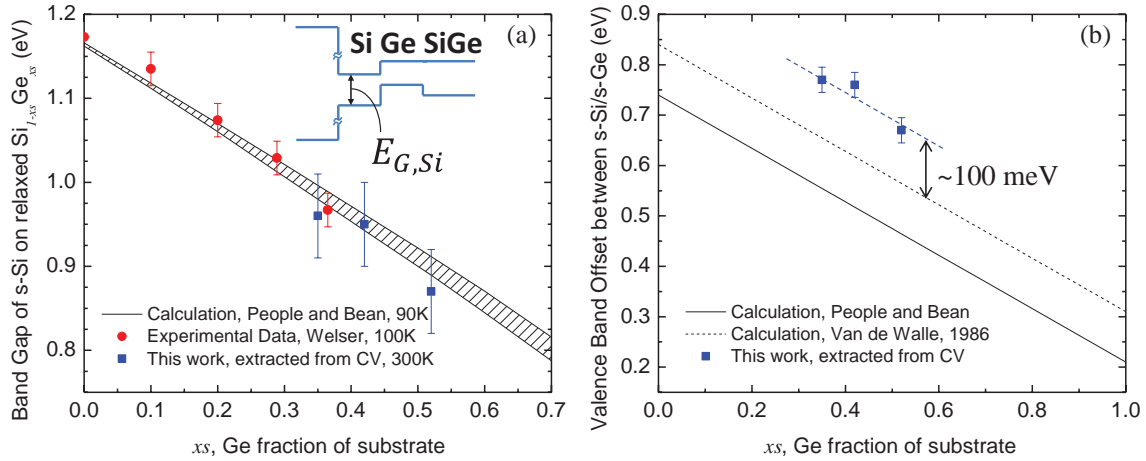 Band Gap of s-Si on relaxed Si1-xs Gexs (eV)
1.2
1.1
1.0
0.9
0.8
0.0 0.1 0.2 0.3 0.4 0.5 0.6 0.7
xs, Ge fraction of substrate
(a)
Si Ge SiGe
EG,Si
Calculation, People and Bean, 90K
Experimental Data, Welser, 100K
This work, extracted from CV, 300K
Valence Band Offset between s-Si/s-Ge (eV)
0.9
0.8
0.7
0.6
0.5
0.4
0.3
0.2
0.0 0.2 0.4 0.6 0.8 1.0
xs, Ge fraction of substrate
(b)
~100 meV
Calculation, People and Bean
Calculation, Van de Walle, 1986
This work, extracted from CV